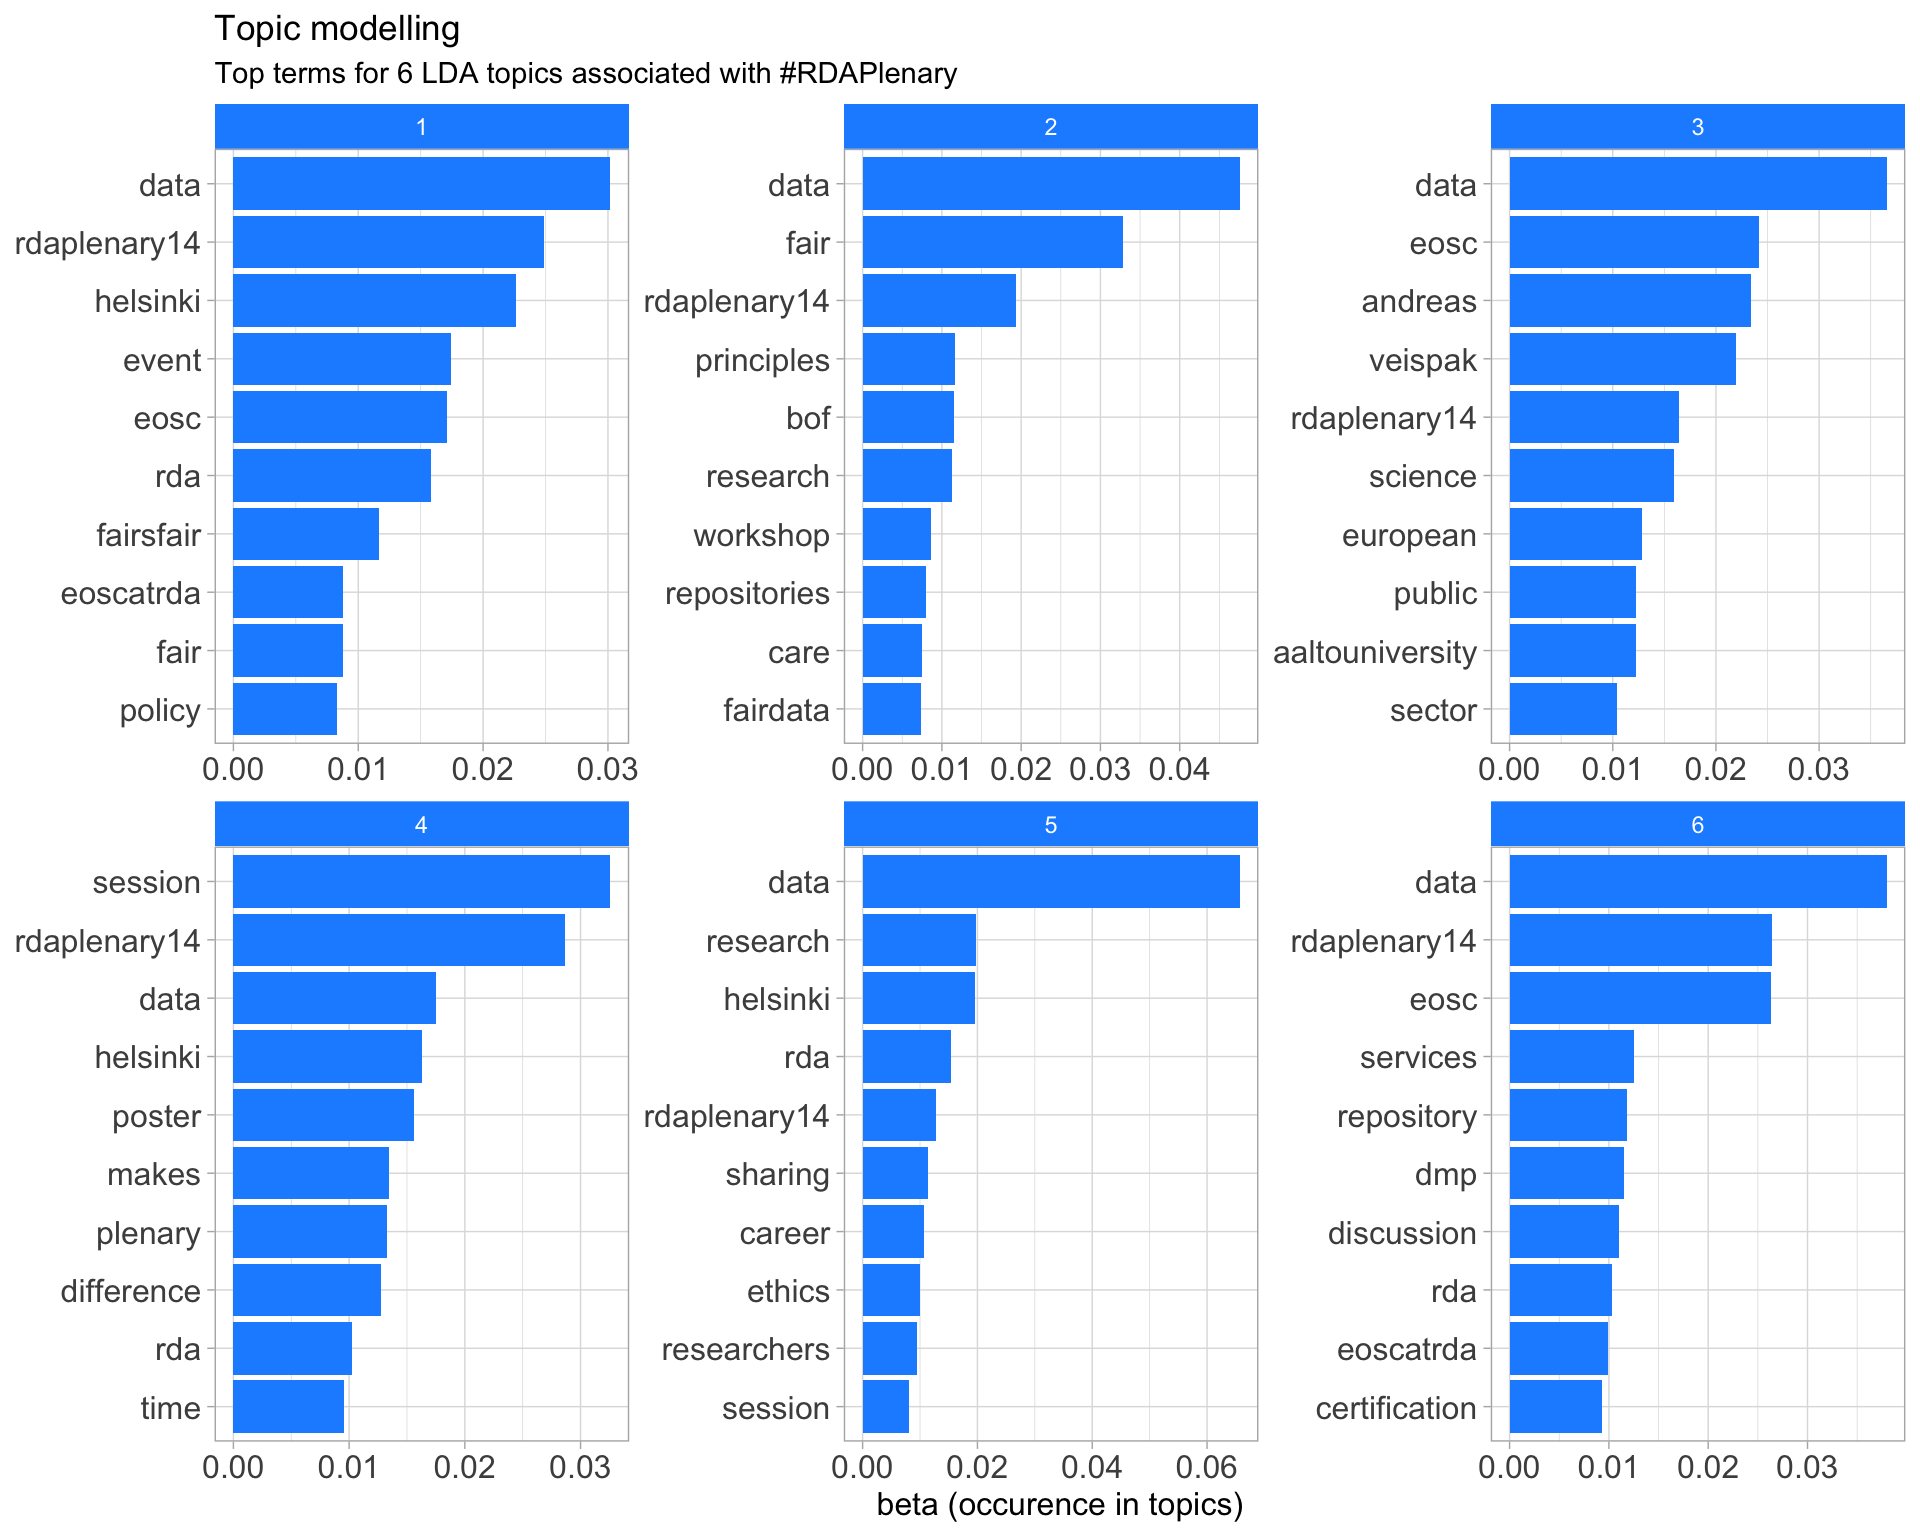 Topic modelling
Top terms for 6 LDA topics associated with #RDAPlenary
1
data
rdaplenary14
helsinki
event
eosc
rda
fairsfair
eoscatrda
fair
policy
0.00 0.01 0.02 0.03
2
data
fair
rdaplenary14
principles
bof
research
workshop
repositories
care
fairdata
0.00 0.01 0.02 0.03 0.04
3
data
eosc
andreas
veispak
rdaplenary14
science
european
public
aaltouniversity
sector
0.00 0.01 0.02 0.03
4
session
rdaplenary14
data
helsinki
poster
makes
plenary
difference
rda
time
0.00 0.01 0.02 0.03
5
data
research
helsinki
rda
rdaplenary14
sharing
career
ethics
researchers
session
0.00 0.02 0.04 0.06
6
data
rdaplenary14
eosc
services
repository
dmp
discussion
rda
eoscatrda
certification
0.00 0.01 0.02 0.03
beta (occurence in topics)